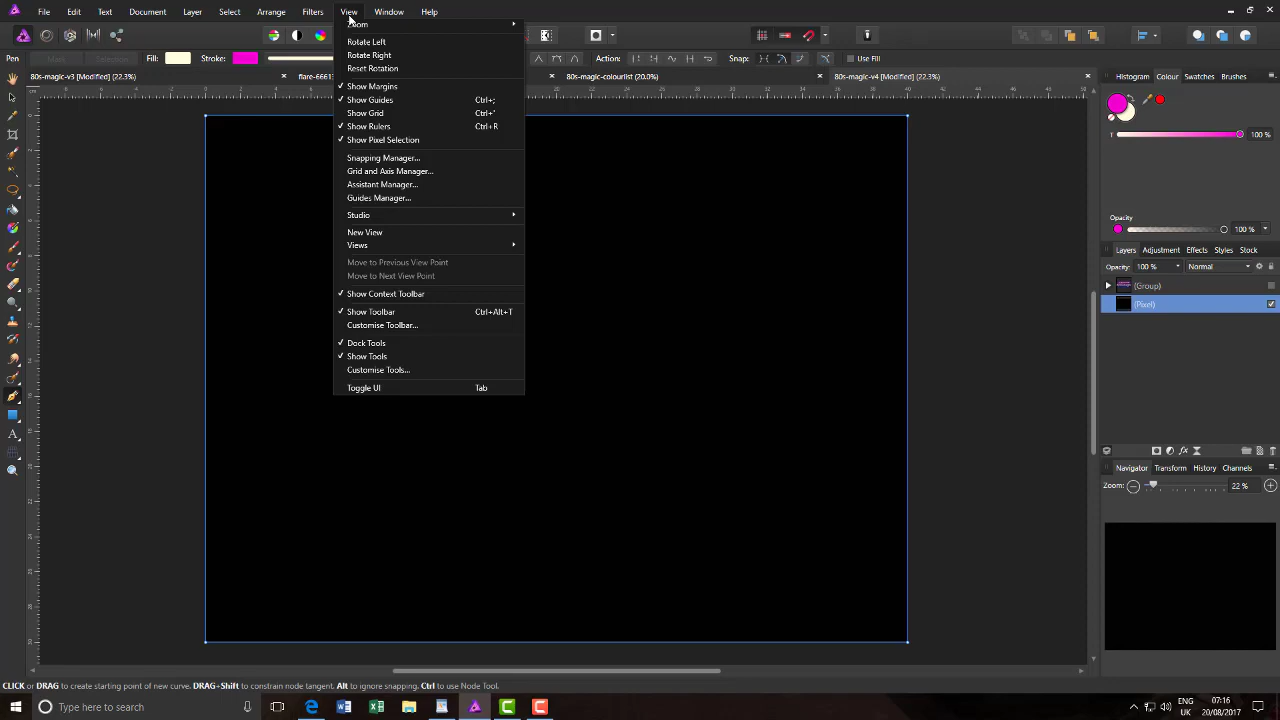 File Edit Text Document Layer Select Arrange Filters View Window Help
Pen Fill: Stroke: Action: Snap: Use Fill
Mask Selection
80s-magic-v3 [Modified] (22.3%) flare-6661 80s-magic-colourlist (20.0%) 80s-magic-v4 [Modified] (22.3%)
Zoom
Rotate Left
Rotate Right
Reset Rotation
Show Margins
Show Guides Ctrl+;
Show Grid Ctrl+'
Show Rulers Ctrl+R
Show Pixel Selection
Snapping Manager...
Grid and Axis Manager...
Assistant Manager...
Guides Manager...
Studio
New View
Views
Move to Previous View Point
Move to Next View Point
Show Context Toolbar
Show Toolbar Ctrl+Alt+T
Customise Toolbar...
Dock Tools
Show Tools
Customise Tools...
Toggle UI Tab
Histogram Colour Swatches Brushes
T 100 %
Opacity
100 %
Layers Adjustment Effects Styles Stock
Opacity: 100 % Normal
(Group)
(Pixel)
Navigator Transform History Channels
Zoom: 22 %
CLICK or DRAG to create starting point of new curve. DRAG+Shift to constrain node tangent. Alt to ignore snapping. Ctrl to use Node Tool.
Type here to search
ENG
UK
07:16
20/08/2017